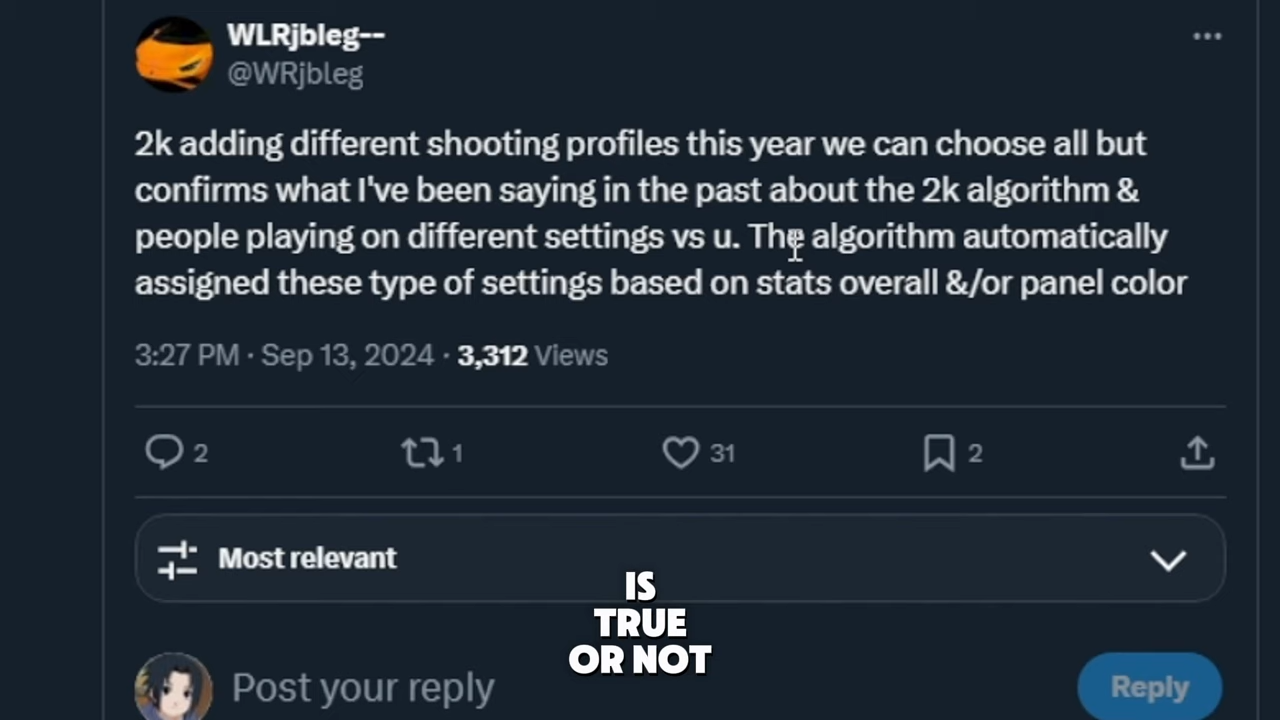 WLRjbleg--
@WRjbleg
2k adding different shooting profiles this year we can choose all but
confirms what I've been saying in the past about the 2k algorithm &
people playing on different settings vs u. The algorithm automatically
assigned these type of settings based on stats overall &/or panel color
3:27 PM · Sep 13, 2024 · 3,312 Views
2 1 31 2
Most relevant
IS
TRUE
OR NOT
Post your reply Reply